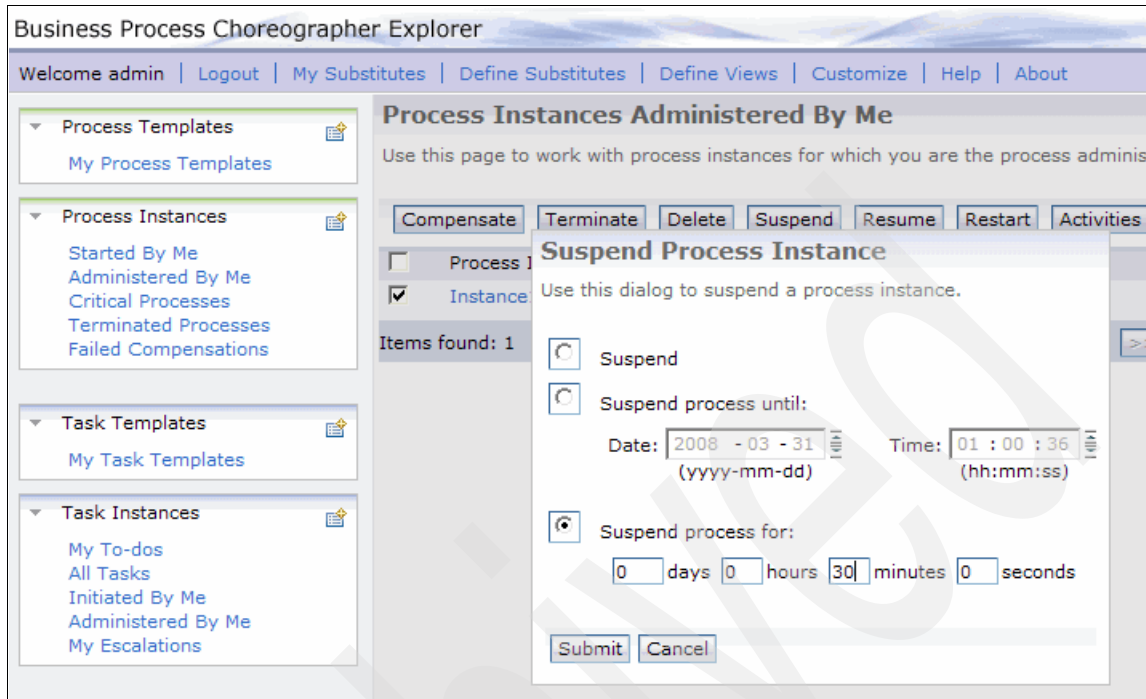 Business Process Choreographer Explorer
Welcome admin | Logout | My Substitutes | Define Substitutes | Define Views | Customize | Help | About
Process Templates
My Process Templates
Process Instances
Started By Me
Administered By Me
Critical Processes
Terminated Processes
Failed Compensations
Task Templates
My Task Templates
Task Instances
My To-dos
All Tasks
Initiated By Me
Administered By Me
My Escalations
Process Instances Administered By Me
Use this page to work with process instances for which you are the process adminis
Compensate Terminate Delete Suspend Resume Restart Activities
Process I
Instance
Items found: 1
>
Suspend Process Instance
Use this dialog to suspend a process instance.
Suspend
Suspend process until:
Date: 2008 - 03 - 31 Time: 01 : 00 : 36
(yyyy-mm-dd) (hh:mm:ss)
Suspend process for:
0 days 0 hours 30 minutes 0 seconds
Submit Cancel